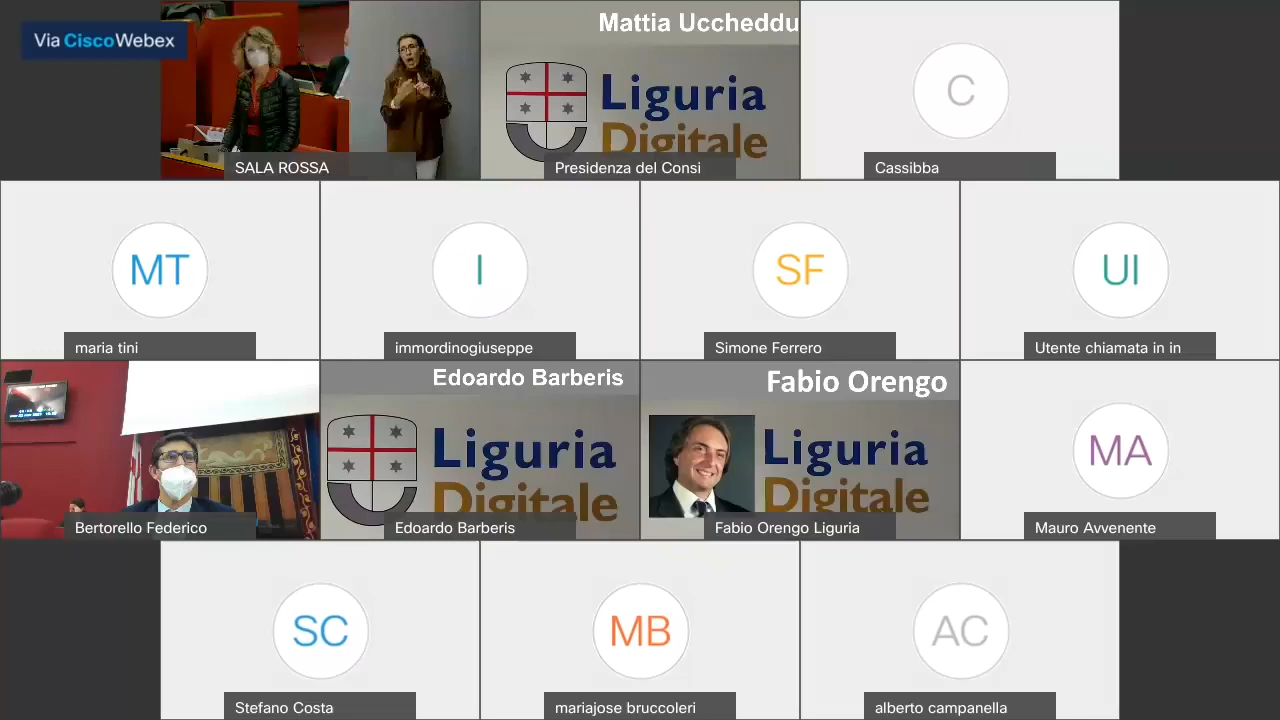 Via CiscoWebex
SALA ROSSA
Mattia Uccheddu
Liguria
Digitale
Presidenza del Consi
C
Cassibba
MT
maria tini
I
immordinogiuseppe
SF
Simone Ferrero
UI
Utente chiamata in in
Bertorello Federico
Edoardo Barberis
Liguria
Digitale
Edoardo Barberis
Fabio Orengo
Liguria
Digitale
Fabio Orengo Liguria
MA
Mauro Avvenente
SC
Stefano Costa
MB
mariajose bruccoleri
AC
alberto campanella